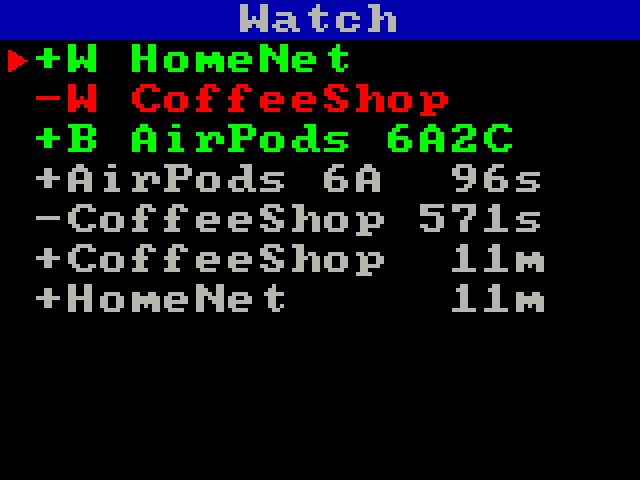 Watch
+W HomeNet
-W CoffeeShop
+B AirPods 6A2C
+AirPods 6A 96s
-CoffeeShop 571s
+CoffeeShop 11m
+HomeNet 11m